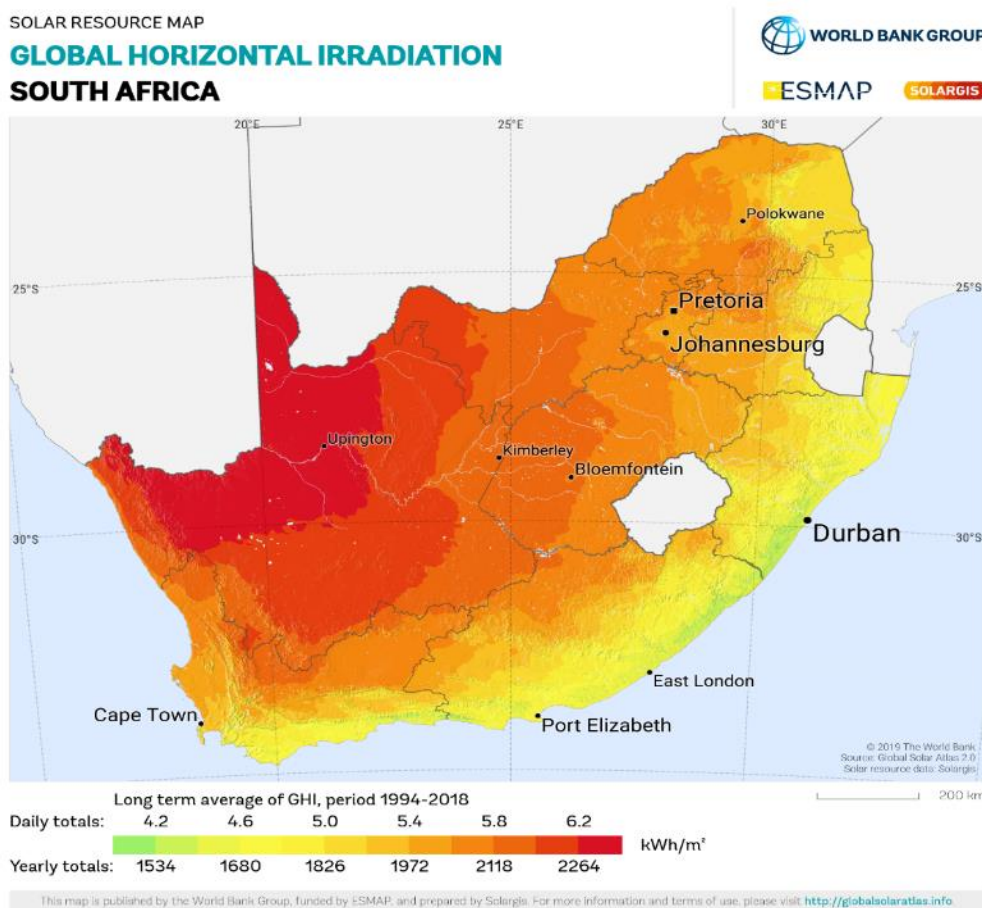 SOLAR RESOURCE MAP
GLOBAL HORIZONTAL IRRADIATION
SOUTH AFRICA
WORLD BANK GROUP
ESMAP
SOLARGIS
20°E
25°E
30°E
Polokwane
25°S
25°S
Pretoria
Johannesburg
Upington
Kimberley
Bloemfontein
30°S
Durban
30°S
East London
Cape Town
Port Elizabeth
© 2019 The World Bank
Source: Global Solar Atlas 2.0
Solar resource data: Solargis
200 km
Long term average of GHI, period 1994-2018
Daily totals: 4.2 4.6 5.0 5.4 5.8 6.2
kWh/m²
Yearly totals: 1534 1680 1826 1972 2118 2264
This map is published by the World Bank Group, funded by ESMAP, and prepared by Solargis. For more information and terms of use, please visit http://globalsolaratlas.info.